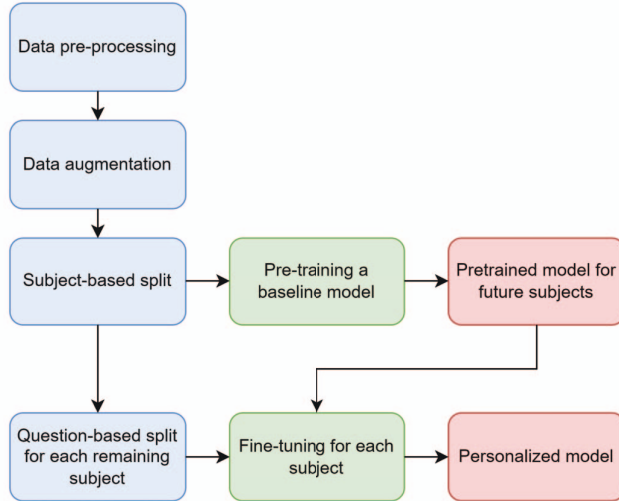 Data pre-processing
Data augmentation
Subject-based split
Pre-training a
baseline model
Pretrained model for
future subjects
Question-based split
for each remaining
subject
Fine-tuning for each
subject
Personalized model